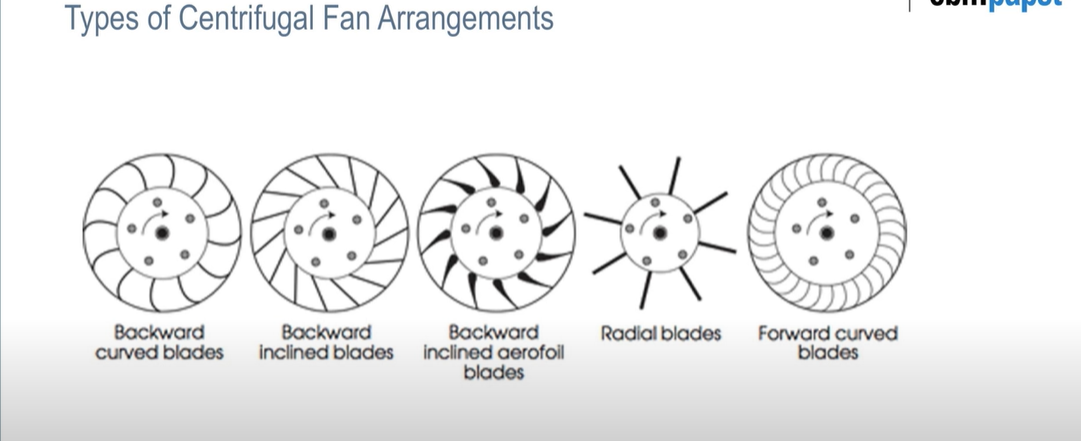 Types of Centrifugal Fan Arrangements
ebmpapst
Backward
curved blades
Backward
inclined blades
Backward
inclined aerofoil
blades
Radial blades
Forward curved
blades